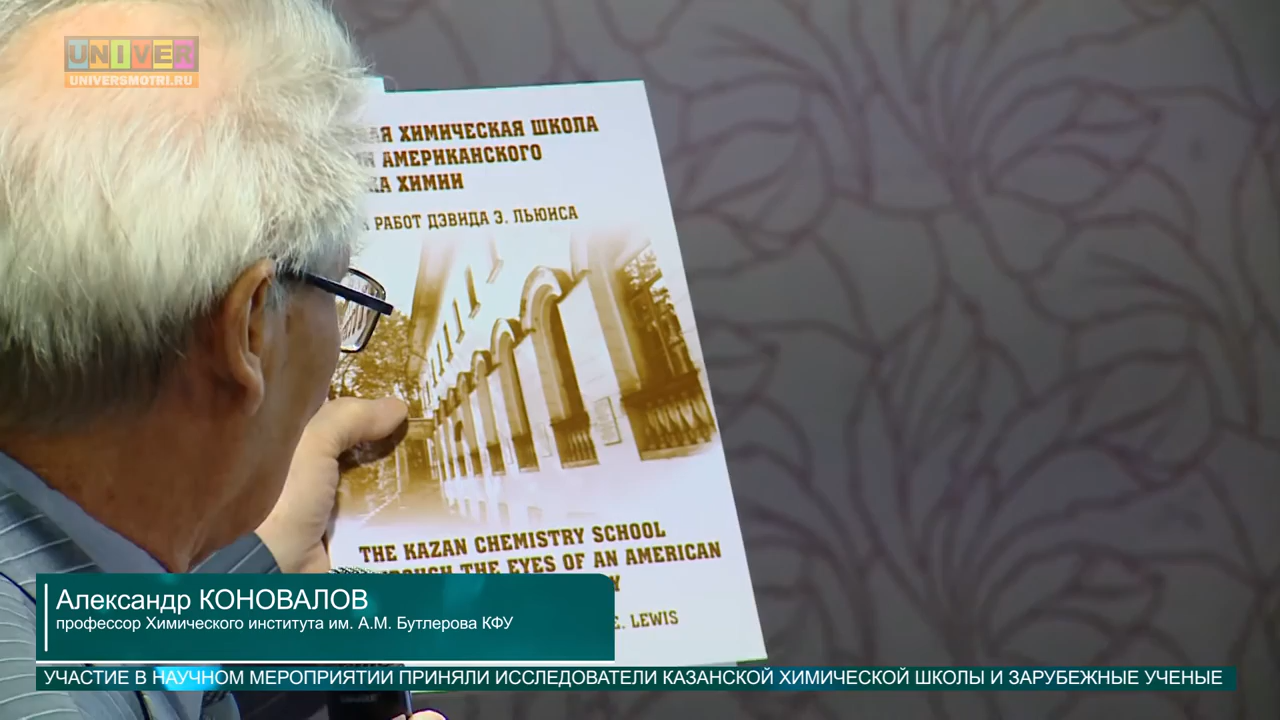 UNIVER
UNIVERSMOTRI.RU
ХИМИЧЕСКАЯ ШКОЛА
АМЕРИКАНСКОГО
ХИМИИ
РАБОТ ДЭВИДА Э. ЛЬЮИСА
THE KAZAN CHEMISTRY SCHOOL
THE EYES OF AN AMERICAN
E. LEWIS
Александр КОНОВАЛОВ
профессор Химического института им. А.М. Бутлерова КФУ
УЧАСТИЕ В НАУЧНОМ МЕРОПРИЯТИИ ПРИНЯЛИ ИССЛЕДОВАТЕЛИ КАЗАНСКОЙ ХИМИЧЕСКОЙ ШКОЛЫ И ЗАРУБЕЖНЫЕ УЧЕНЫЕ